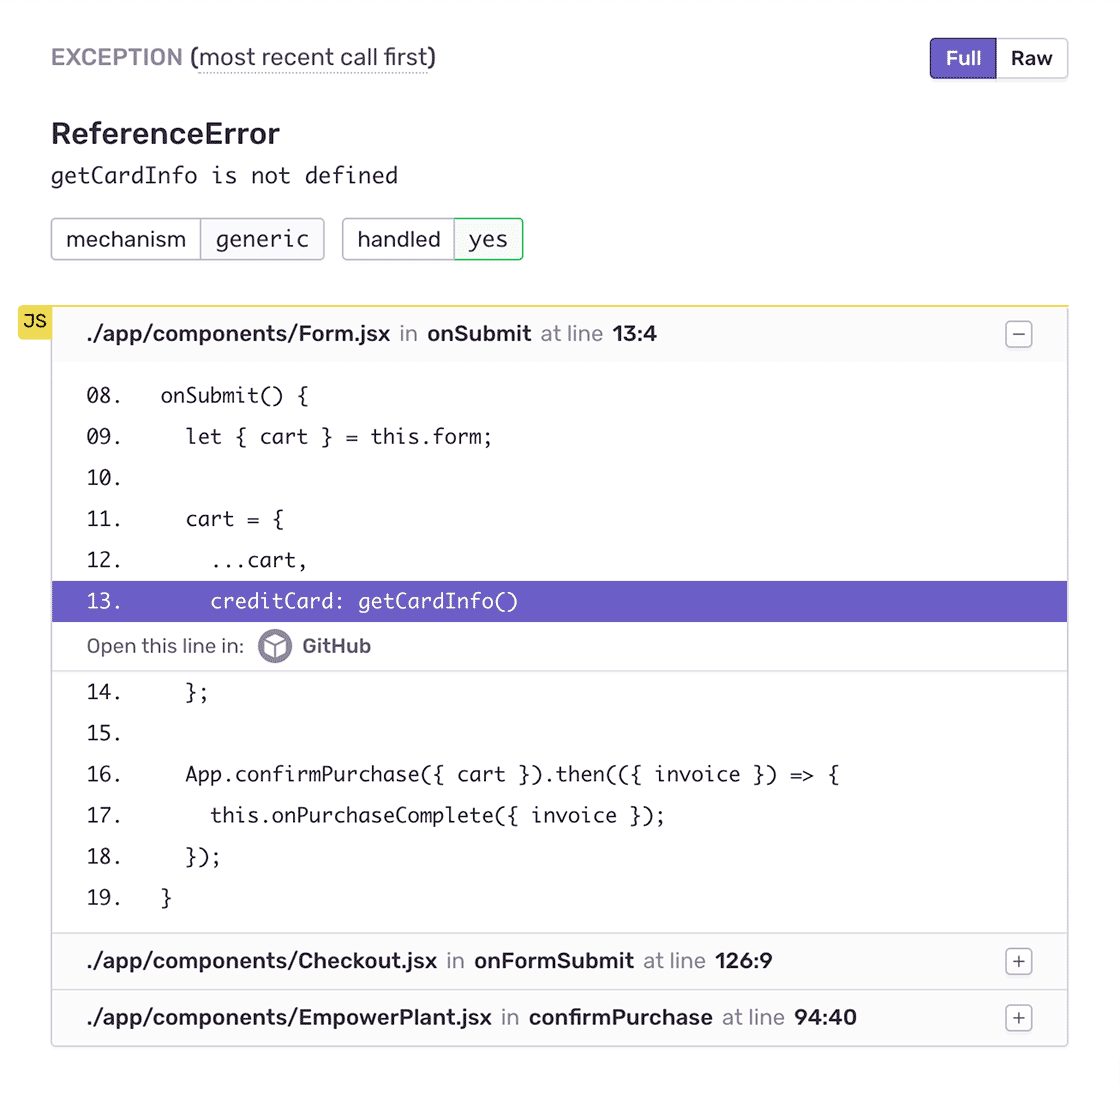 EXCEPTION (most recent call first)
Full Raw
ReferenceError
getCardInfo is not defined
mechanism generic handled yes
JS
./app/components/Form.jsx in onSubmit at line 13:4
08. onSubmit() {
09. let { cart } = this.form;
10.
11. cart = {
12. ...cart,
13. creditCard: getCardInfo()
Open this line in: GitHub
14. };
15.
16. App.confirmPurchase({ cart }).then(({ invoice }) => {
17. this.onPurchaseComplete({ invoice });
18. });
19. }
./app/components/Checkout.jsx in onFormSubmit at line 126:9
./app/components/EmpowerPlant.jsx in confirmPurchase at line 94:40